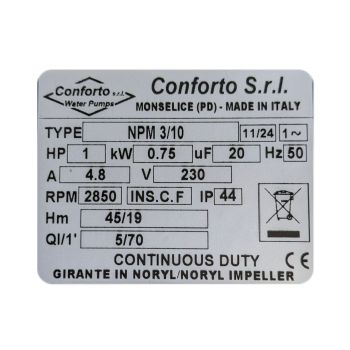 Conforto s.r.l.
Water Pumps
Conforto S.r.l.
MONSELICE (PD) - MADE IN ITALY
TYPE NPM 3/10 11/24 1~
HP 1 kW 0.75 uF 20 Hz 50
A 4.8 V 230
RPM 2850 INS.C.F IP 44
Hm 45/19
Ql/1' 5/70
CE
CONTINUOUS DUTY
GIRANTE IN NORYL/NORYL IMPELLER